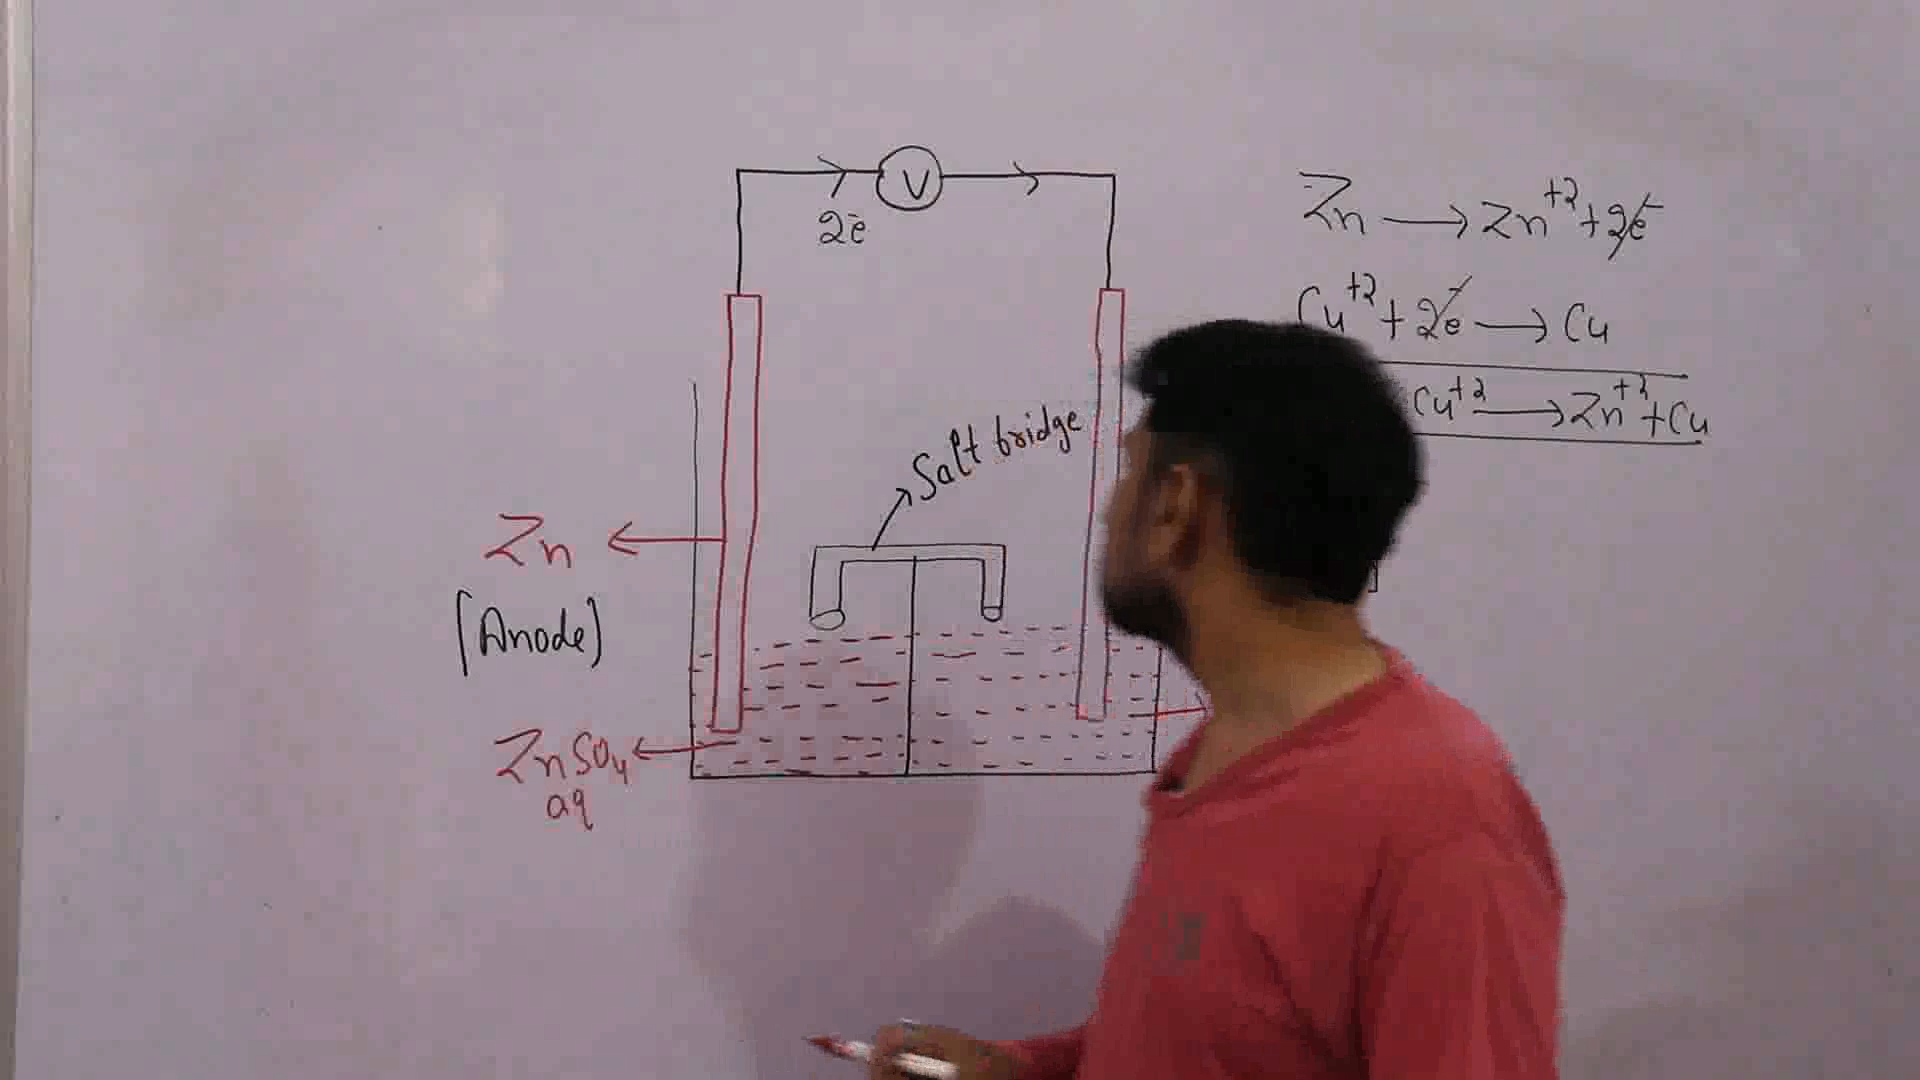 V
2e⁻
Zn → Zn⁺² + 2e⁻
Cu⁺² + 2e⁻ → Cu
Cu⁺² → Zn⁺² + Cu
Salt bridge
Zn
[Anode]
ZnSO₄
aq